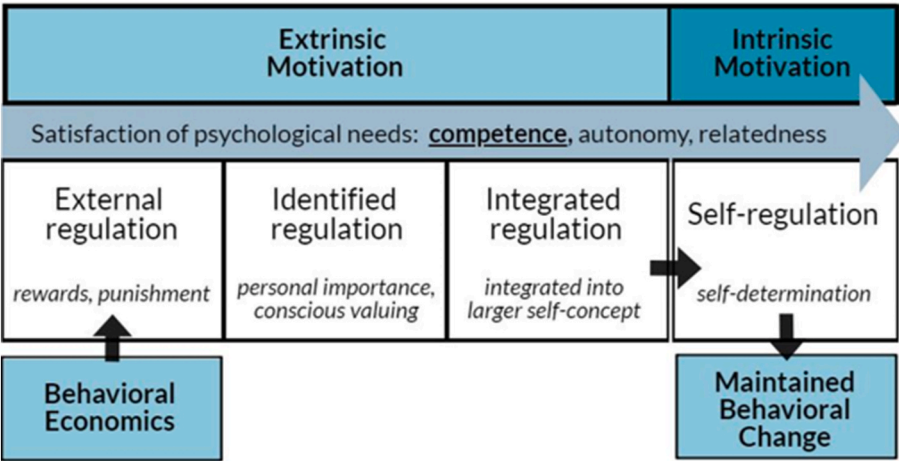 Extrinsic
Motivation
Intrinsic
Motivation
Satisfaction of psychological needs: competence, autonomy, relatedness
External
regulation
rewards, punishment
Identified
regulation
personal importance,
conscious valuing
Integrated
regulation
integrated into
larger self-concept
Self-regulation
self-determination
Behavioral
Economics
Maintained
Behavioral
Change